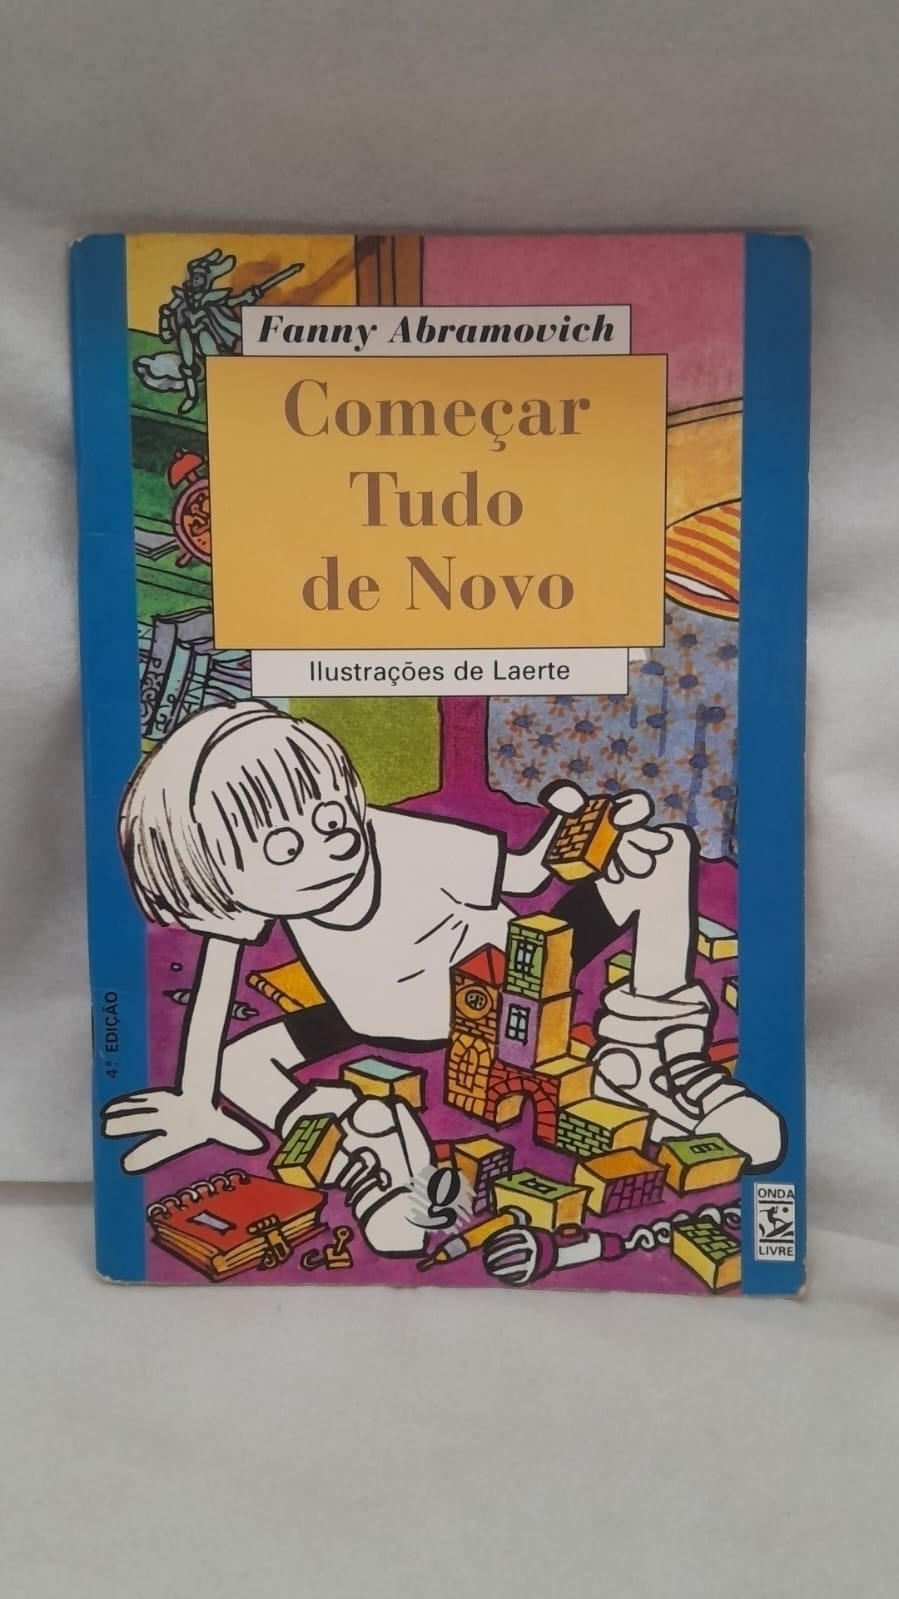 Fanny Abramovich
Começar
Tudo
de Novo
Ilustrações de Laerte
4ª EDIÇÃO
g
ONDA
LIVRE